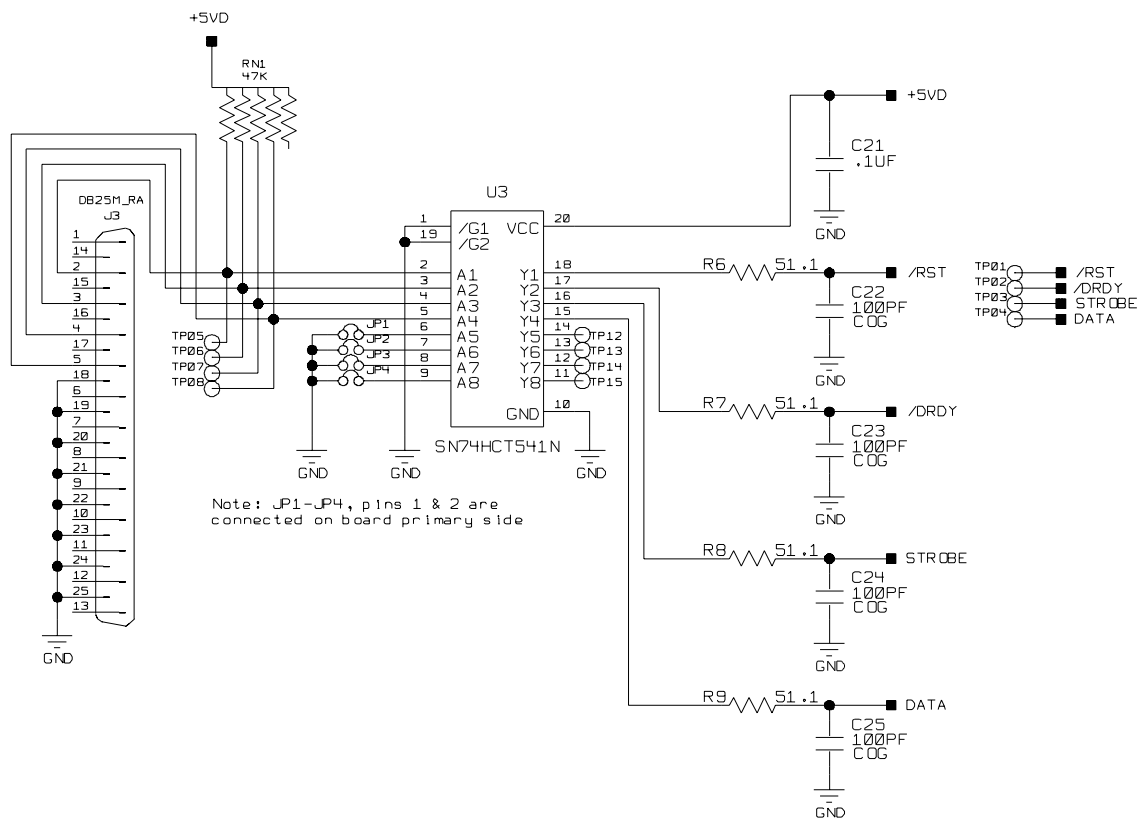 +5VD
RN1
47K
DB25M_RA
J3
1
14
2
15
3
16
4
17
5
18
6
19
7
20
8
21
9
22
10
23
11
24
12
25
13
GND
TP05
TP06
TP07
TP08
JP1
JP2
JP3
JP4
GND
GND
U3
1 /G1
19 /G2
2 A1
3 A2
4 A3
5 A4
6 A5
7 A6
8 A7
9 A8
VCC 20
Y1 18
Y2 17
Y3 16
Y4 15
Y5 14 TP12
Y6 13 TP13
Y7 12 TP14
Y8 11 TP15
GND 10
SN74HCT541N
GND
Note: JP1-JP4, pins 1 & 2 are
connected on board primary side
+5VD
C21
.1UF
GND
R6 51.1 /RST
C22
100PF
COG
GND
TP01 /RST
TP02 /DRDY
TP03 STROBE
TP04 DATA
R7 51.1 /DRDY
C23
100PF
COG
GND
R8 51.1 STROBE
C24
100PF
COG
GND
R9 51.1 DATA
C25
100PF
COG
GND